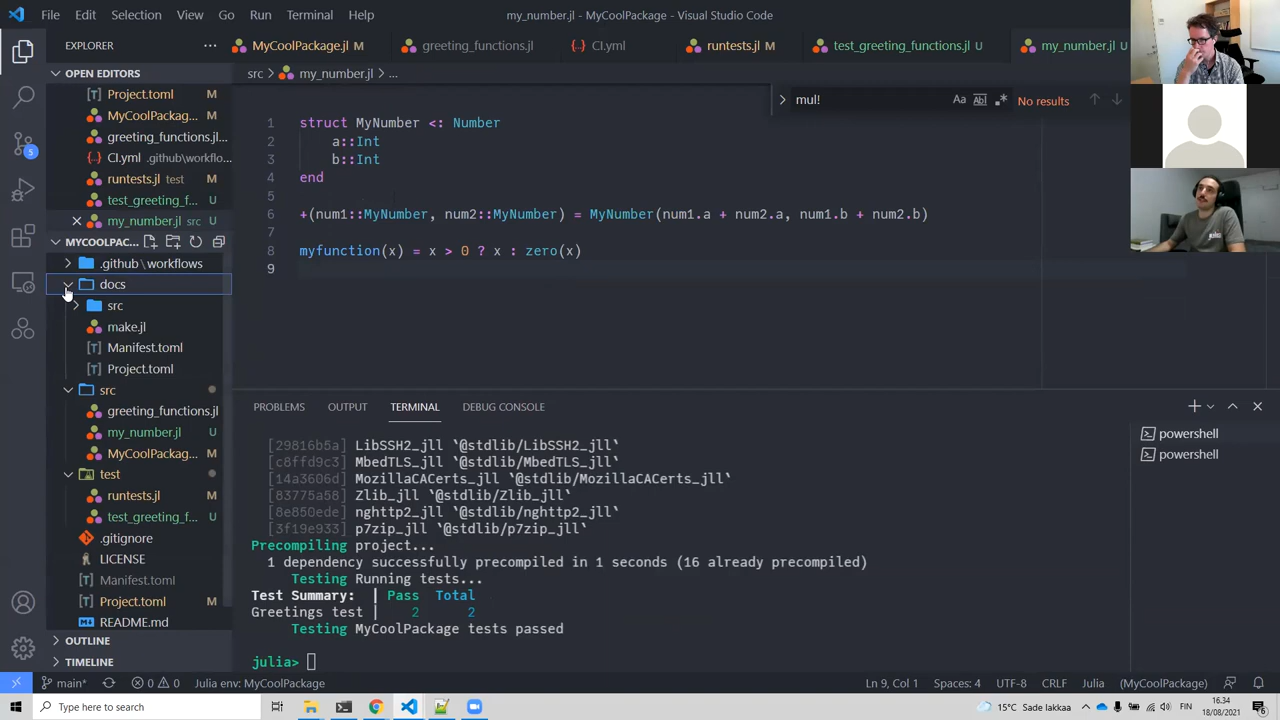 File Edit Selection View Go Run Terminal Help
my_number.jl - MyCoolPackage - Visual Studio Code
EXPLORER
MyCoolPackage.jl M
greeting_functions.jl
CI.yml
runtests.jl M
test_greeting_functions.jl U
my_number.jl U
OPEN EDITORS
Project.toml M
MyCoolPackag... M
greeting_functions.jl...
CI.yml .github\workflo...
runtests.jl test M
test_greeting_f... U
my_number.jl src U
MYCOOLPAC...
.github\workflows
docs
src
make.jl
Manifest.toml
Project.toml
src
greeting_functions.jl
my_number.jl U
MyCoolPackag... M
test
runtests.jl M
test_greeting_f... U
.gitignore
LICENSE
Manifest.toml
Project.toml M
README.md
OUTLINE
TIMELINE
5
src > my_number.jl > ...
mul!
Aa Abl .*
No results
1 struct MyNumber <: Number
2 a::Int
3 b::Int
4 end
5
6 +(num1::MyNumber, num2::MyNumber) = MyNumber(num1.a + num2.a, num1.b + num2.b)
7
8 myfunction(x) = x > 0 ? x : zero(x)
9
PROBLEMS OUTPUT TERMINAL DEBUG CONSOLE
[29816b5a] LibSSH2_jll `@stdlib/LibSSH2_jll`
[c8ffd9c3] MbedTLS_jll `@stdlib/MbedTLS_jll`
[14a3606d] MozillaCACerts_jll `@stdlib/MozillaCACerts_jll`
[83775a58] Zlib_jll `@stdlib/Zlib_jll`
[8e850ede] nghttp2_jll `@stdlib/nghttp2_jll`
[3f19e933] p7zip_jll `@stdlib/p7zip_jll`
Precompiling project...
1 dependency successfully precompiled in 1 seconds (16 already precompiled)
Testing Running tests...
Test Summary: | Pass Total
Greetings test | 2 2
Testing MyCoolPackage tests passed
julia>
powershell
powershell
main* 0 0 Julia env: MyCoolPackage
Ln 9, Col 1 Spaces: 4 UTF-8 CRLF Julia (MyCoolPackage)
Type here to search
15°C Sade lakkaa
16.34
18/08/2021
6